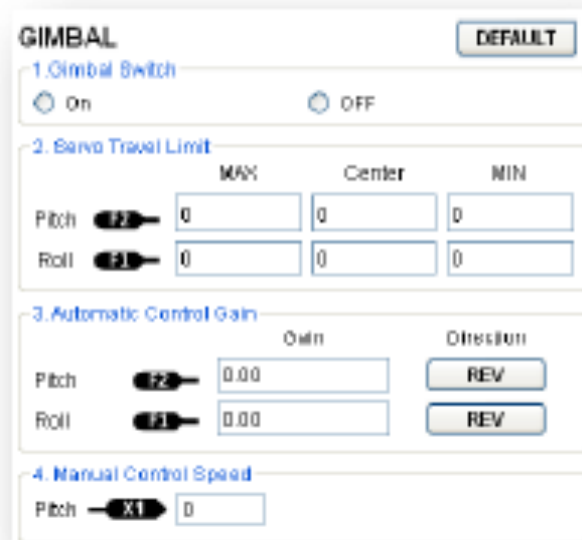 GIMBAL DEFAULT
1.Gimbal Switch
On OFF
2. Servo Travel Limit
MAX Center MIN
Pitch F2 0 0 0
Roll F1 0 0 0
3.Automatic Control Gain
Gain Direction
Pitch F2 0.00 REV
Roll F1 0.00 REV
4. Manual Control Speed
Pitch X1 0